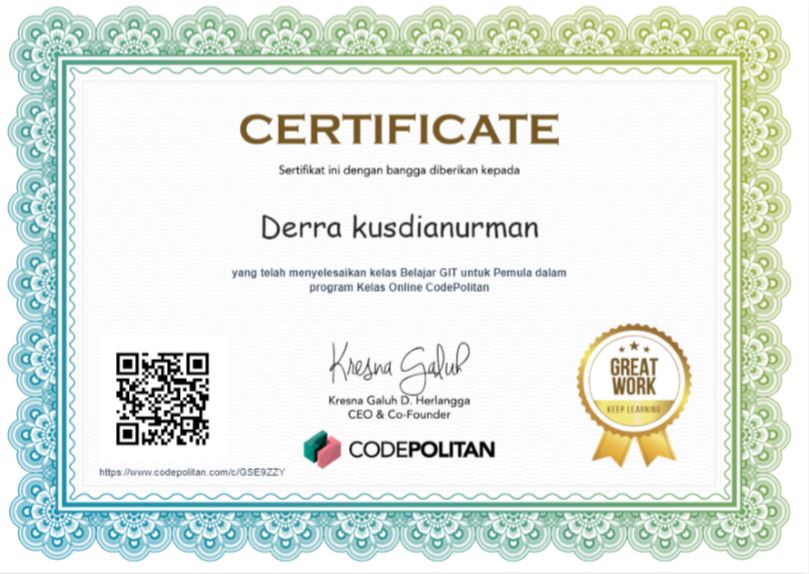 CERTIFICATE
Sertifikat ini dengan bangga diberikan kepada
Derra kusdianurman
yang telah menyelesaikan kelas Belajar GIT untuk Pemula dalam
program Kelas Online CodePolitan
Kresna Galuh
Kresna Galuh D. Herlangga
CEO & Co-Founder
CODEPOLITAN
https://www.codepolitan.com/c/GSE9ZZY
GREAT
WORK
KEEP LEARNING